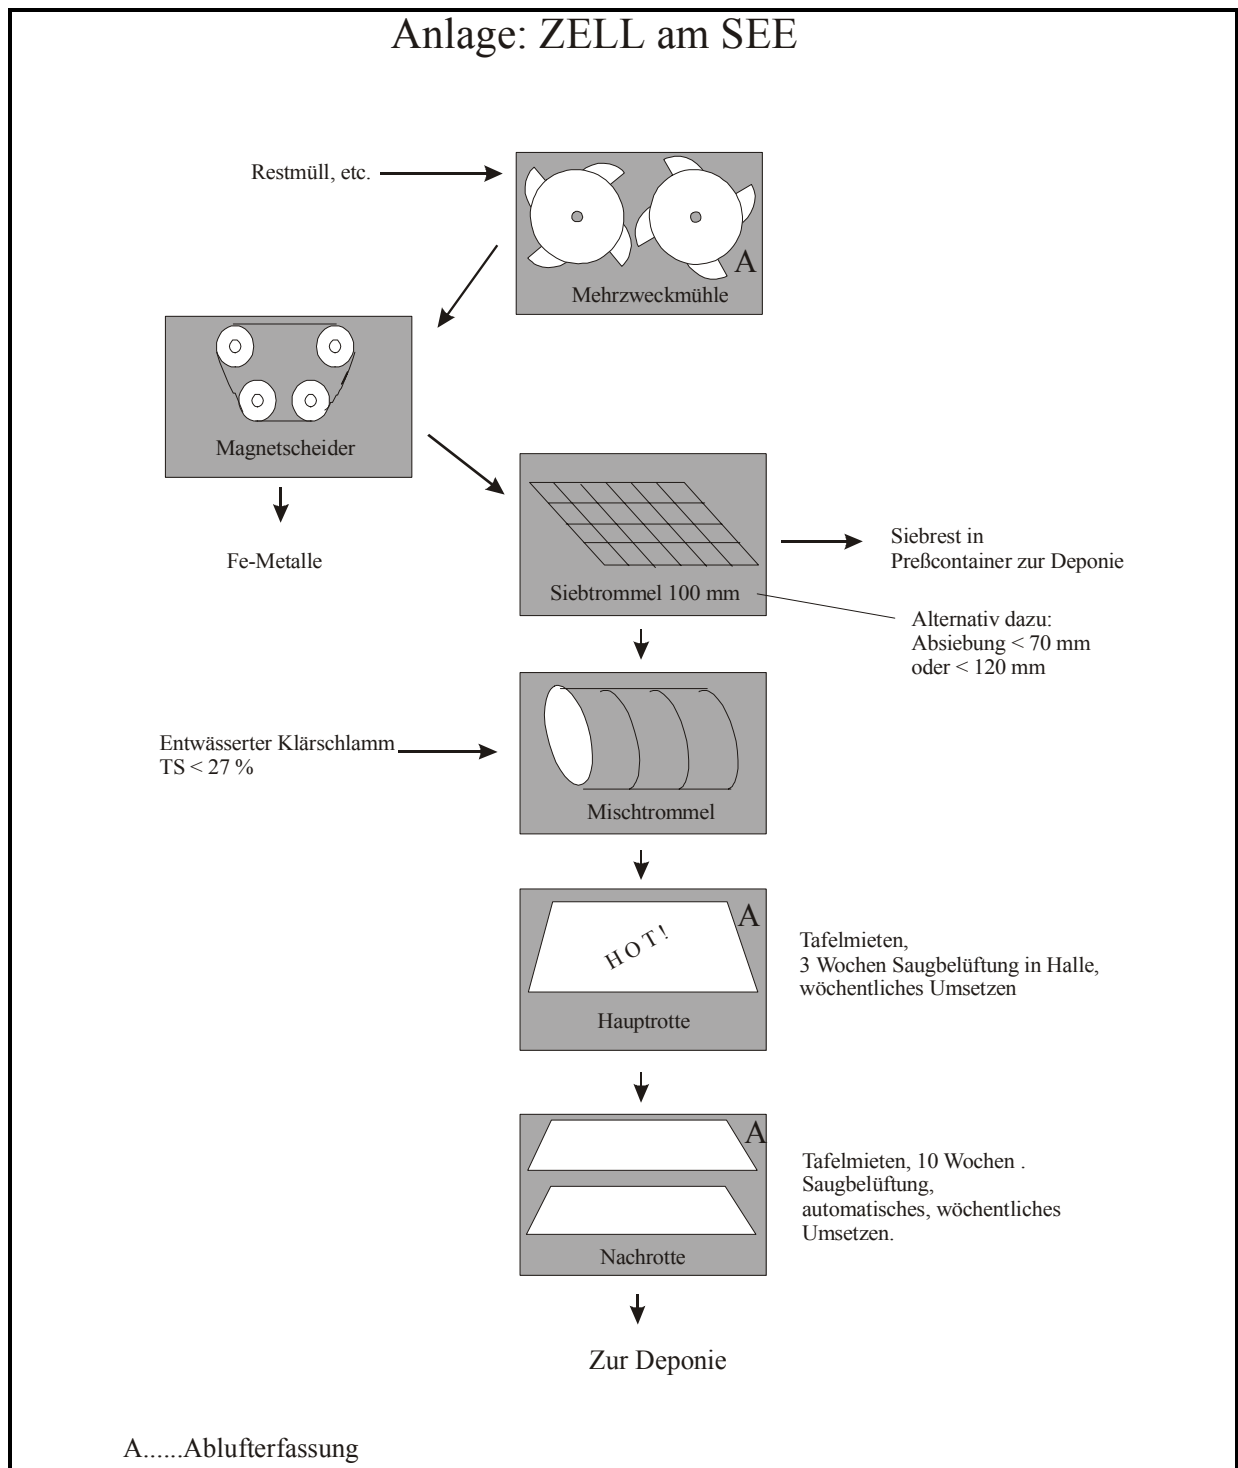 Anlage: ZELL am SEE
Restmüll, etc.
A
Mehrzweckmühle
Magnetscheider
Fe-Metalle
Siebtrommel 100 mm
Siebrest in
Preßcontainer zur Deponie
Alternativ dazu:
Absiebung < 70 mm
oder < 120 mm
Entwässerter Klärschlamm
TS < 27 %
Mischtrommel
A
HOT!
Hauptrotte
Tafelmieten,
3 Wochen Saugbelüftung in Halle,
wöchentliches Umsetzen
A
Nachrotte
Tafelmieten, 10 Wochen .
Saugbelüftung,
automatisches, wöchentliches
Umsetzen.
Zur Deponie
A......Ablufterfassung